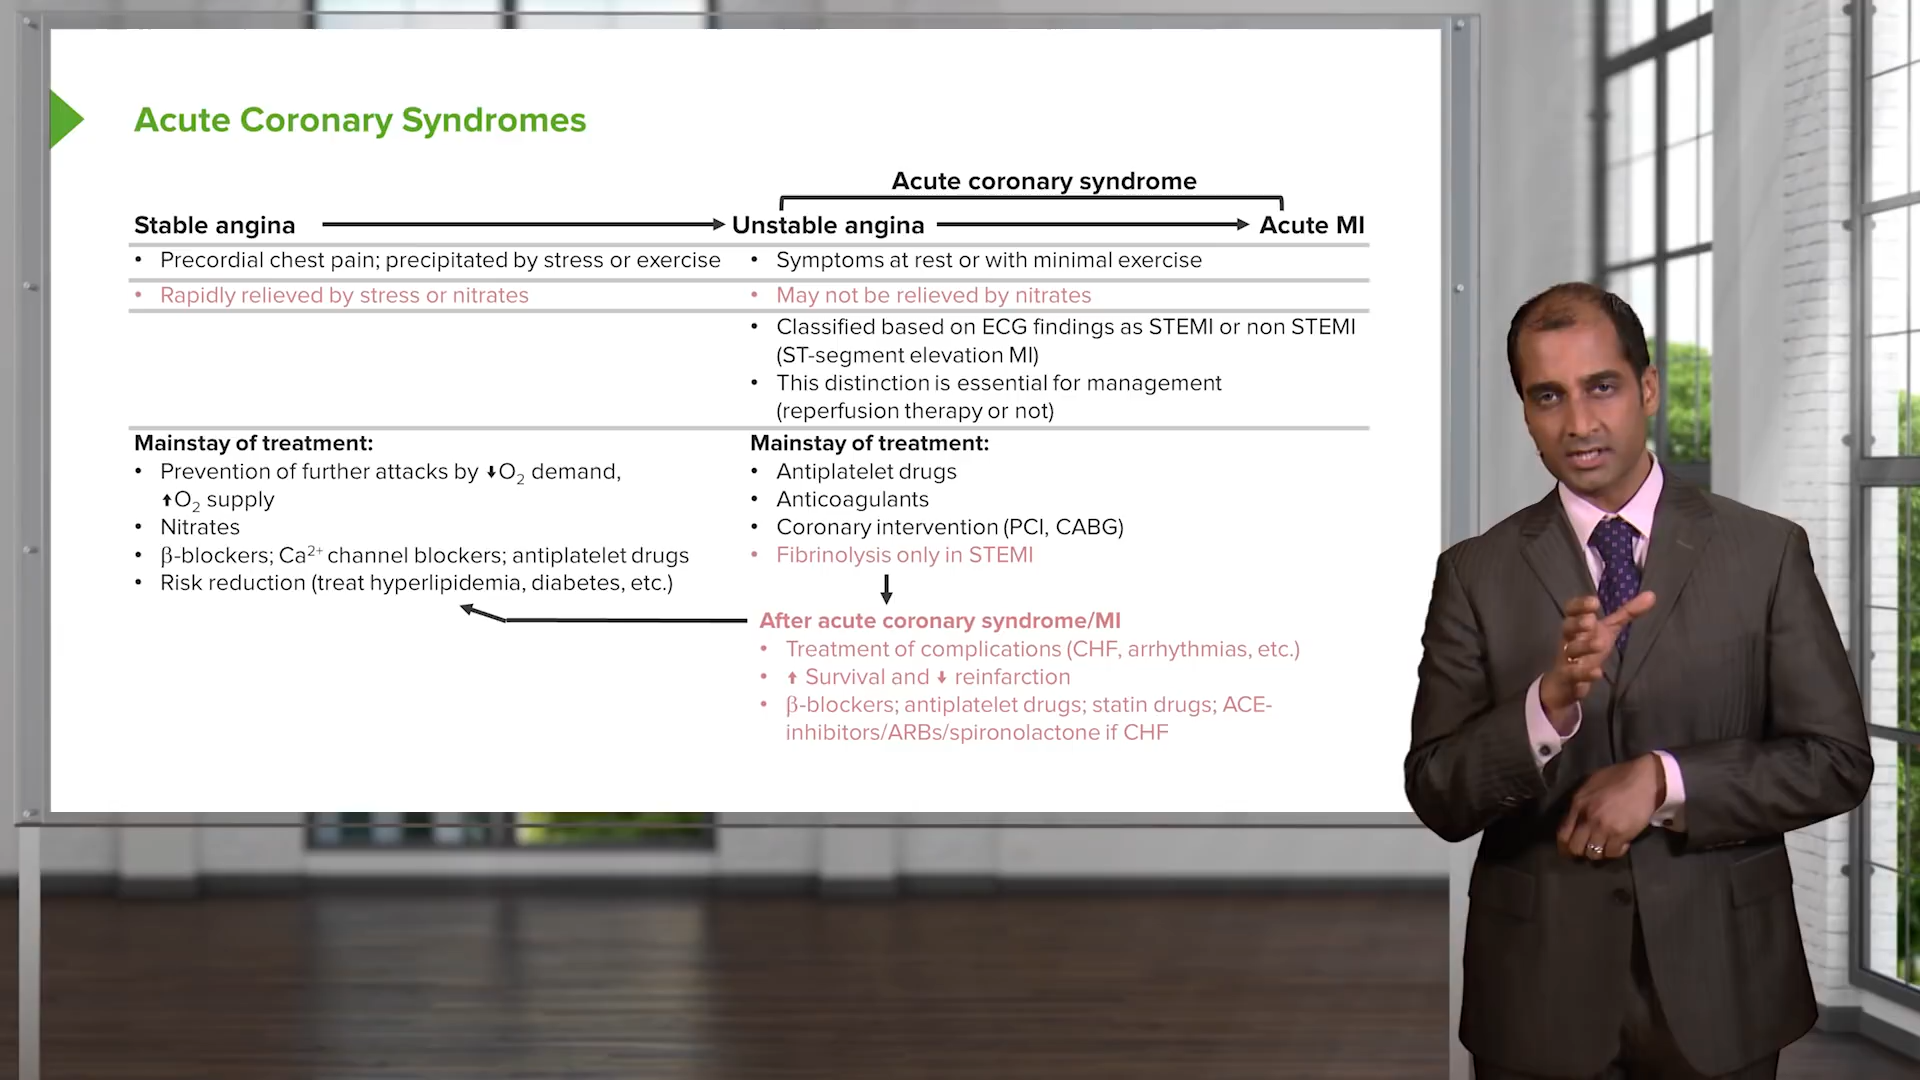 Acute Coronary Syndromes
Acute coronary syndrome
Stable angina
Unstable angina
Acute MI
• Precordial chest pain; precipitated by stress or exercise
• Symptoms at rest or with minimal exercise
• Rapidly relieved by stress or nitrates
• May not be relieved by nitrates
• Classified based on ECG findings as STEMI or non STEMI
(ST-segment elevation MI)
• This distinction is essential for management
(reperfusion therapy or not)
Mainstay of treatment:
• Prevention of further attacks by ⬇O₂ demand,
⬆O₂ supply
• Nitrates
• β-blockers; Ca²⁺ channel blockers; antiplatelet drugs
• Risk reduction (treat hyperlipidemia, diabetes, etc.)
Mainstay of treatment:
• Antiplatelet drugs
• Anticoagulants
• Coronary intervention (PCI, CABG)
• Fibrinolysis only in STEMI
After acute coronary syndrome/MI
• Treatment of complications (CHF, arrhythmias, etc.)
• ⬆ Survival and ⬇ reinfarction
• β-blockers; antiplatelet drugs; statin drugs; ACE-
inhibitors/ARBs/spironolactone if CHF